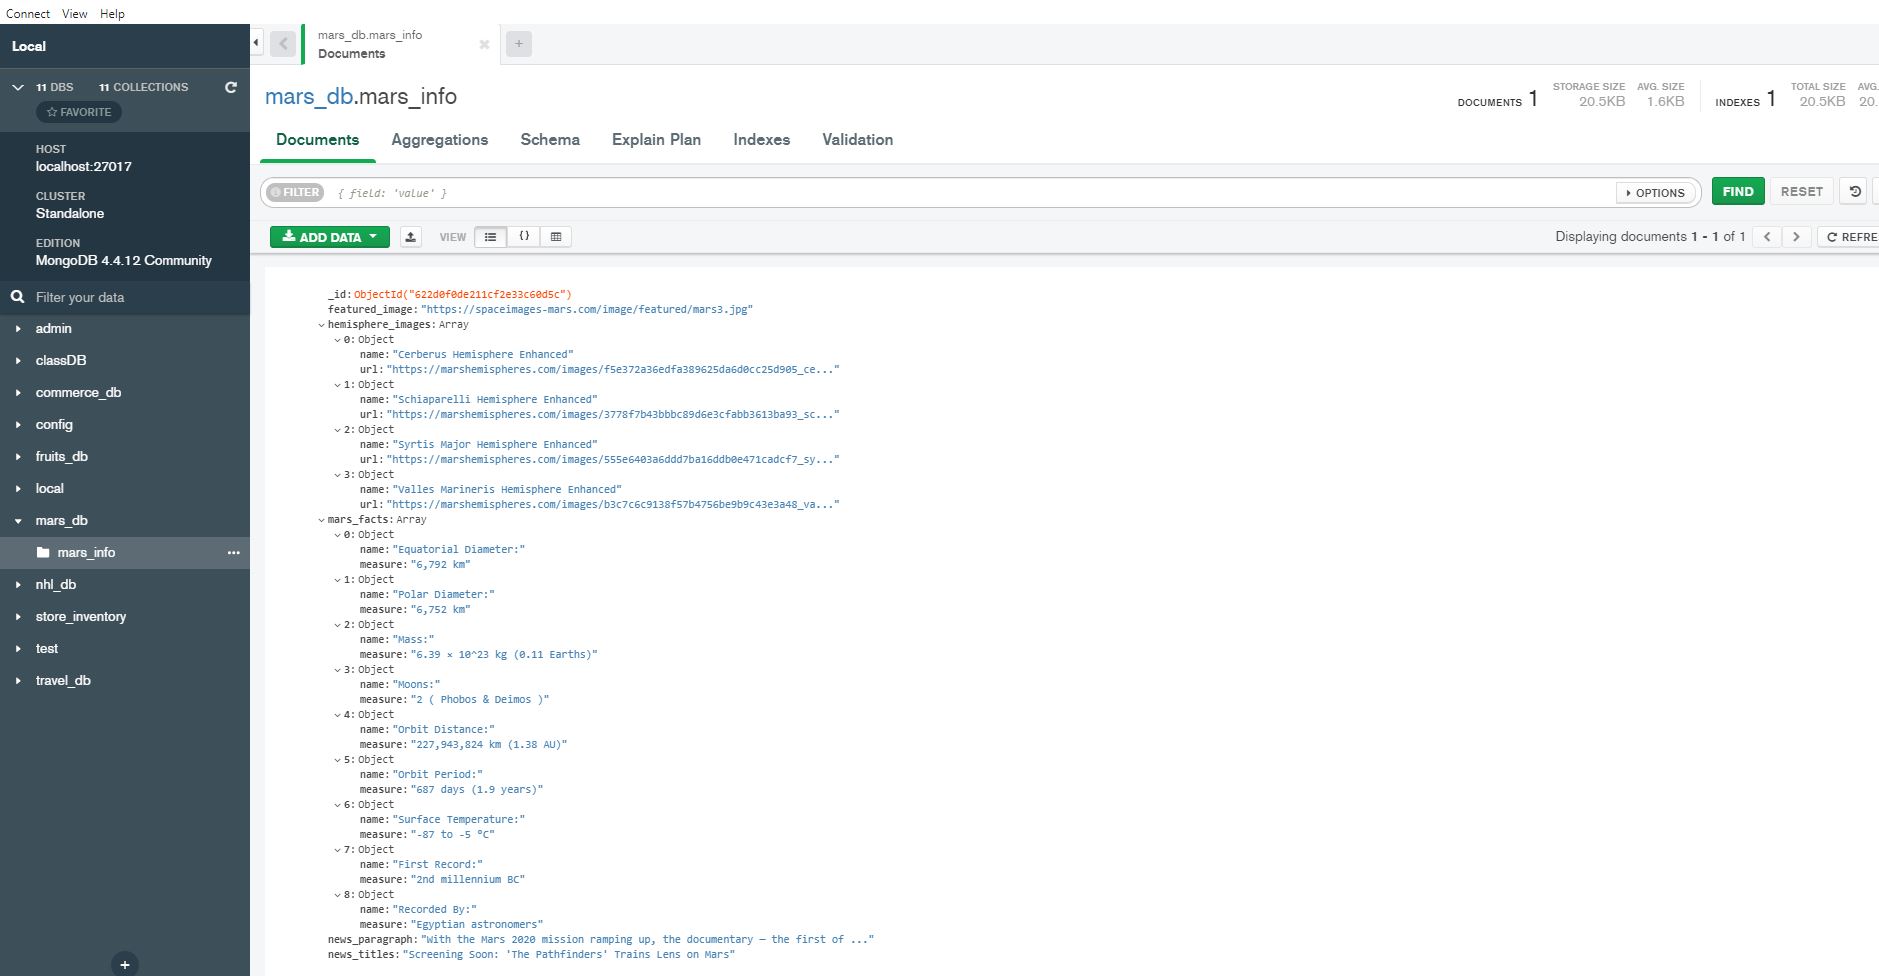 Connect View Help
Local
11 DBS 11 COLLECTIONS
FAVORITE
HOST
localhost:27017
CLUSTER
Standalone
EDITION
MongoDB 4.4.12 Community
Filter your data
admin
classDB
commerce_db
config
fruits_db
local
mars_db
mars_info
nhl_db
store_inventory
test
travel_db
mars_db.mars_info
Documents
mars_db.mars_info
DOCUMENTS 1 STORAGE SIZE 20.5KB AVG. SIZE 1.6KB INDEXES 1 TOTAL SIZE 20.5KB AVG. 20.
Documents Aggregations Schema Explain Plan Indexes Validation
FILTER { field: 'value' } OPTIONS FIND RESET
ADD DATA VIEW {} Displaying documents 1 - 1 of 1 REFRE
_id: ObjectId("622d0f0de211cf2e33c60d5c")
featured_image: "https://spaceimages-mars.com/image/featured/mars3.jpg"
hemisphere_images: Array
0: Object
name: "Cerberus Hemisphere Enhanced"
url: "https://marshemispheres.com/images/f5e372a36edfa389625da6d0cc25d905_ce..."
1: Object
name: "Schiaparelli Hemisphere Enhanced"
url: "https://marshemispheres.com/images/3778f7b43bbbc89d6e3cfabb3613ba93_sc..."
2: Object
name: "Syrtis Major Hemisphere Enhanced"
url: "https://marshemispheres.com/images/555e6403a6ddd7ba16ddb0e471cadcf7_sy..."
3: Object
name: "Valles Marineris Hemisphere Enhanced"
url: "https://marshemispheres.com/images/b3c7c6c9138f57b4756be9b9c43e3a48_va..."
mars_facts: Array
0: Object
name: "Equatorial Diameter:"
measure: "6,792 km"
1: Object
name: "Polar Diameter:"
measure: "6,752 km"
2: Object
name: "Mass:"
measure: "6.39 × 10^23 kg (0.11 Earths)"
3: Object
name: "Moons:"
measure: "2 ( Phobos & Deimos )"
4: Object
name: "Orbit Distance:"
measure: "227,943,824 km (1.38 AU)"
5: Object
name: "Orbit Period:"
measure: "687 days (1.9 years)"
6: Object
name: "Surface Temperature:"
measure: "-87 to -5 °C"
7: Object
name: "First Record:"
measure: "2nd millennium BC"
8: Object
name: "Recorded By:"
measure: "Egyptian astronomers"
news_paragraph: "With the Mars 2020 mission ramping up, the documentary — the first of ..."
news_titles: "Screening Soon: 'The Pathfinders' Trains Lens on Mars"